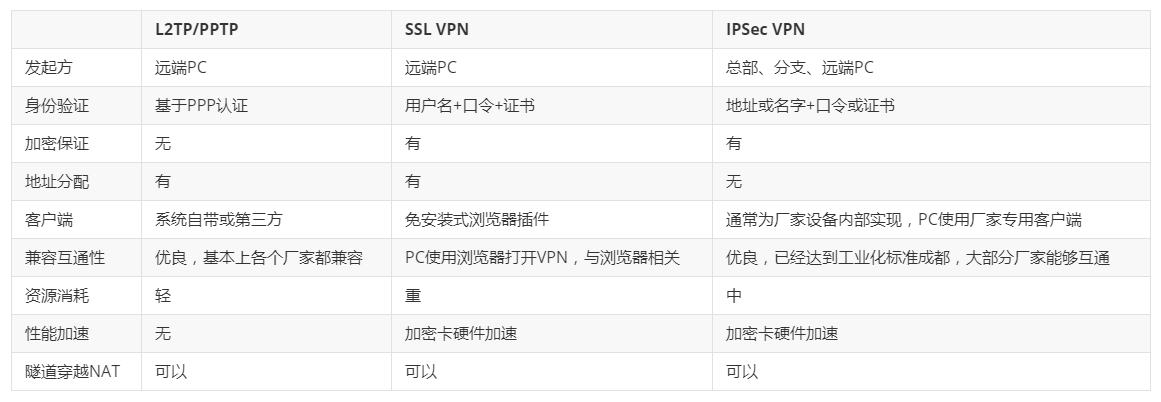 L2TP/PPTP SSL VPN IPSec VPN
发起方 远端PC 远端PC 总部、分支、远端PC
身份验证 基于PPP认证 用户名+口令+证书 地址或名字+口令或证书
加密保证 无 有 有
地址分配 有 有 无
客户端 系统自带或第三方 免安装式浏览器插件 通常为厂家设备内部实现，PC使用厂家专用客户端
兼容互通性 优良，基本上各个厂家都兼容 PC使用浏览器打开VPN，与浏览器相关 优良，已经达到工业化标准成都，大部分厂家能够互通
资源消耗 轻 重 中
性能加速 无 加密卡硬件加速 加密卡硬件加速
隧道穿越NAT 可以 可以 可以